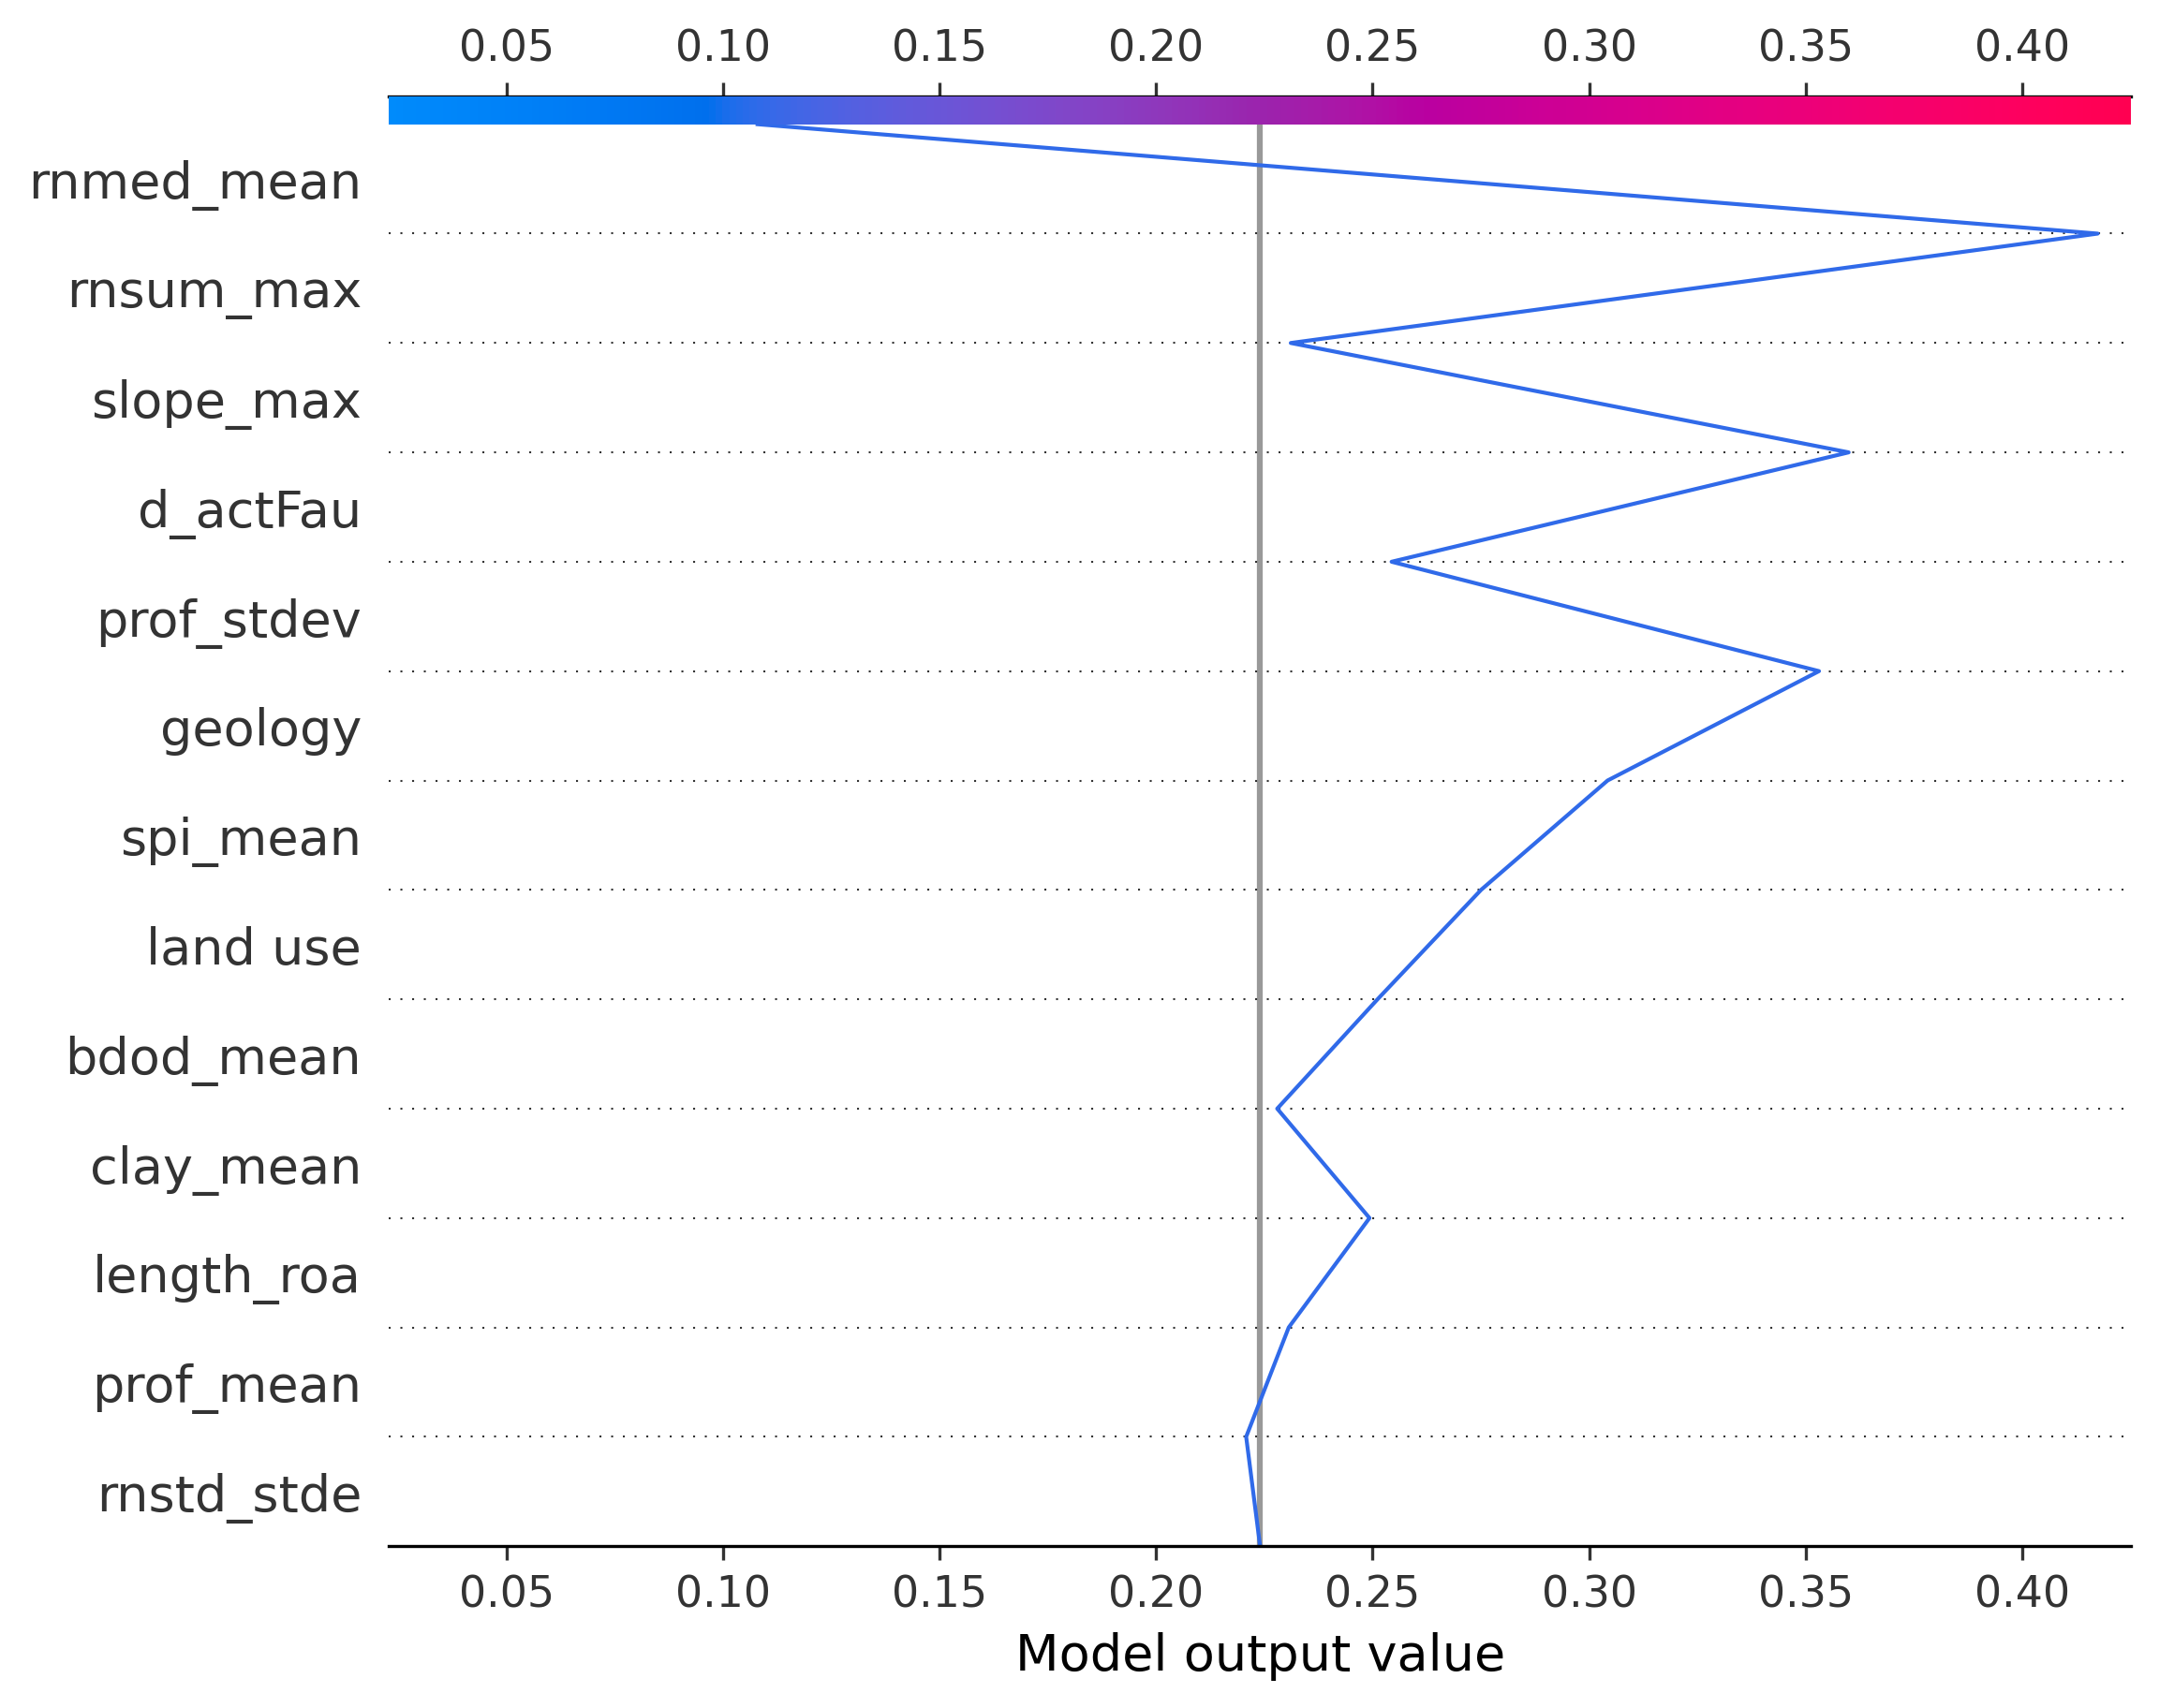 0.05 0.10 0.15 0.20 0.25 0.30 0.35 0.40
rnmed_mean
rnsum_max
slope_max
d_actFau
prof_stdev
geology
spi_mean
land use
bdod_mean
clay_mean
length_roa
prof_mean
rnstd_stde
0.05 0.10 0.15 0.20 0.25 0.30 0.35 0.40
Model output value